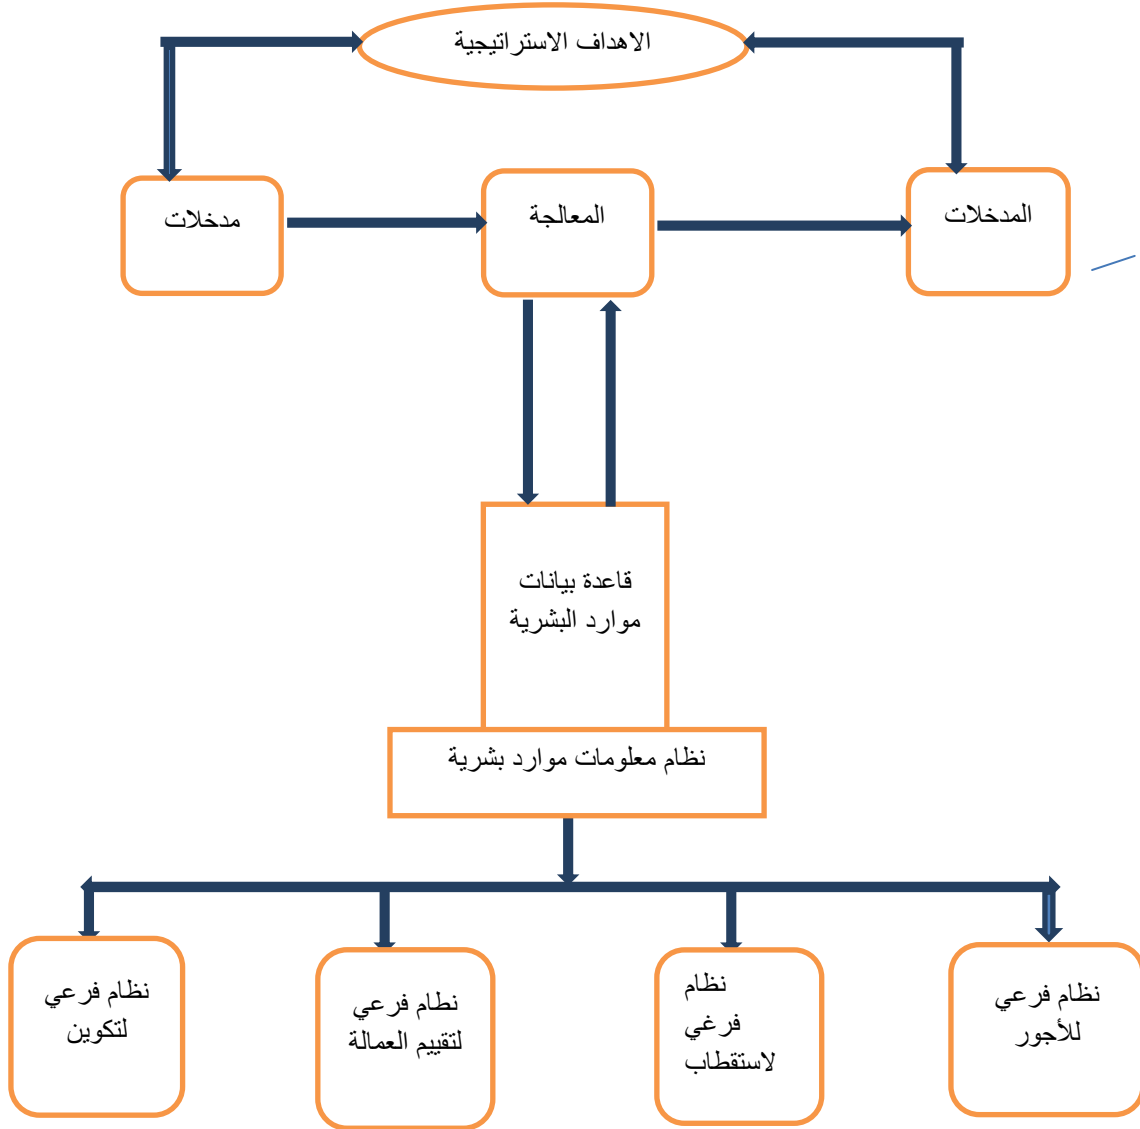 الاهداف الاستراتيجية
المدخلات
المعالجة
مدخلات
قاعدة بيانات
موارد البشرية
نظام معلومات موارد بشرية
نظام فرعي
للأجور
نظام
فرغي
لاستقطاب
نطام فرعي
لتقييم العمالة
نظام فرعي
لتكوين